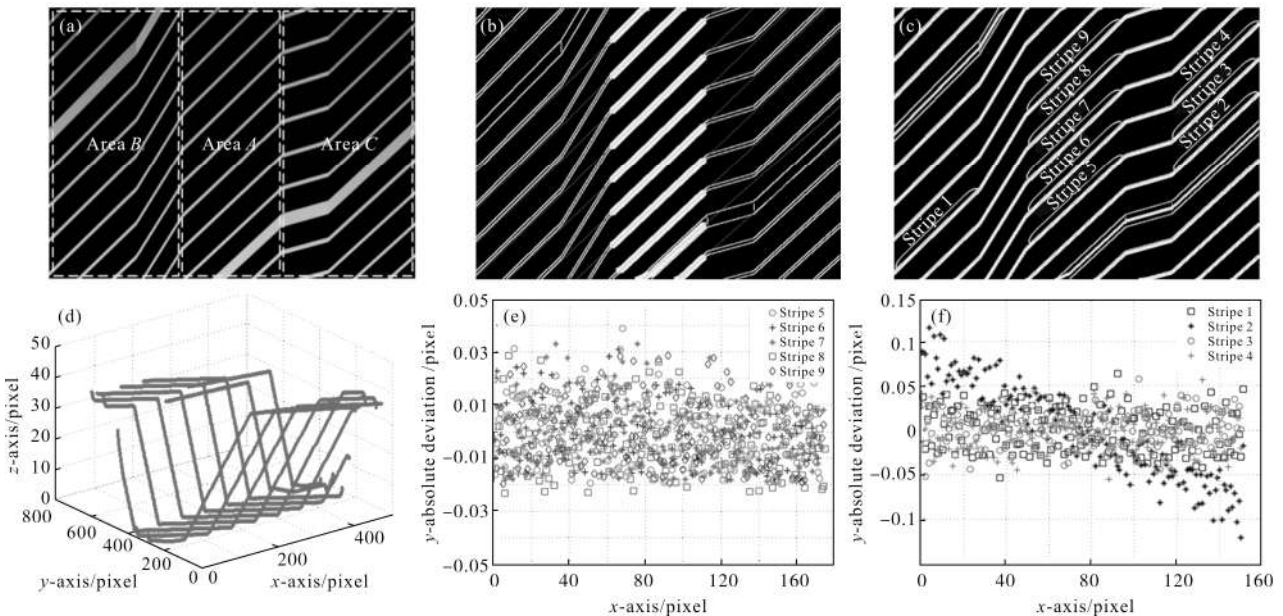 (a)
Area B
Area A
Area C
(b)
(c)
Stripe 9
Stripe 8
Stripe 7
Stripe 6
Stripe 5
Stripe 4
Stripe 3
Stripe 2
Stripe 1
(d)
50
40
30
20
10
0
z-axis/pixel
800
600
400
200
0
y-axis/pixel
0
200
400
x-axis/pixel
(e)
0.05
0.03
0.01
−0.01
−0.03
−0.05
y-absolute deviation /pixel
Stripe 5
Stripe 6
Stripe 7
Stripe 8
Stripe 9
0 40 80 120 160
x-axis/pixel
(f)
0.15
0.1
0.05
0
−0.05
−0.1
y-absolute deviation /pixel
Stripe 1
Stripe 2
Stripe 3
Stripe 4
0 40 80 120 160
x-axis/pixel